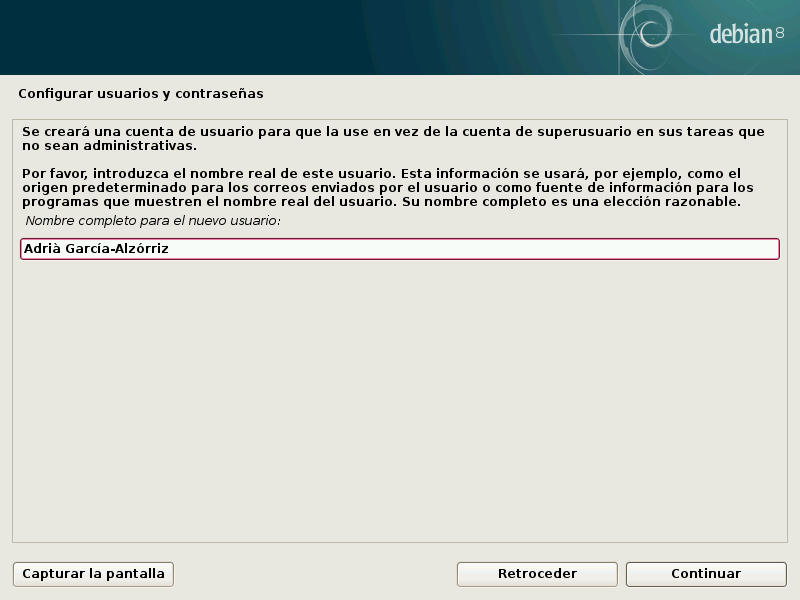 debian 8
Configurar usuarios y contraseñas
Se creará una cuenta de usuario para que la use en vez de la cuenta de superusuario en sus tareas que
no sean administrativas.
Por favor, introduzca el nombre real de este usuario. Esta información se usará, por ejemplo, como el
origen predeterminado para los correos enviados por el usuario o como fuente de información para los
programas que muestren el nombre real del usuario. Su nombre completo es una elección razonable.
Nombre completo para el nuevo usuario:
Adrià García-Alzórriz
Capturar la pantalla
Retroceder
Continuar